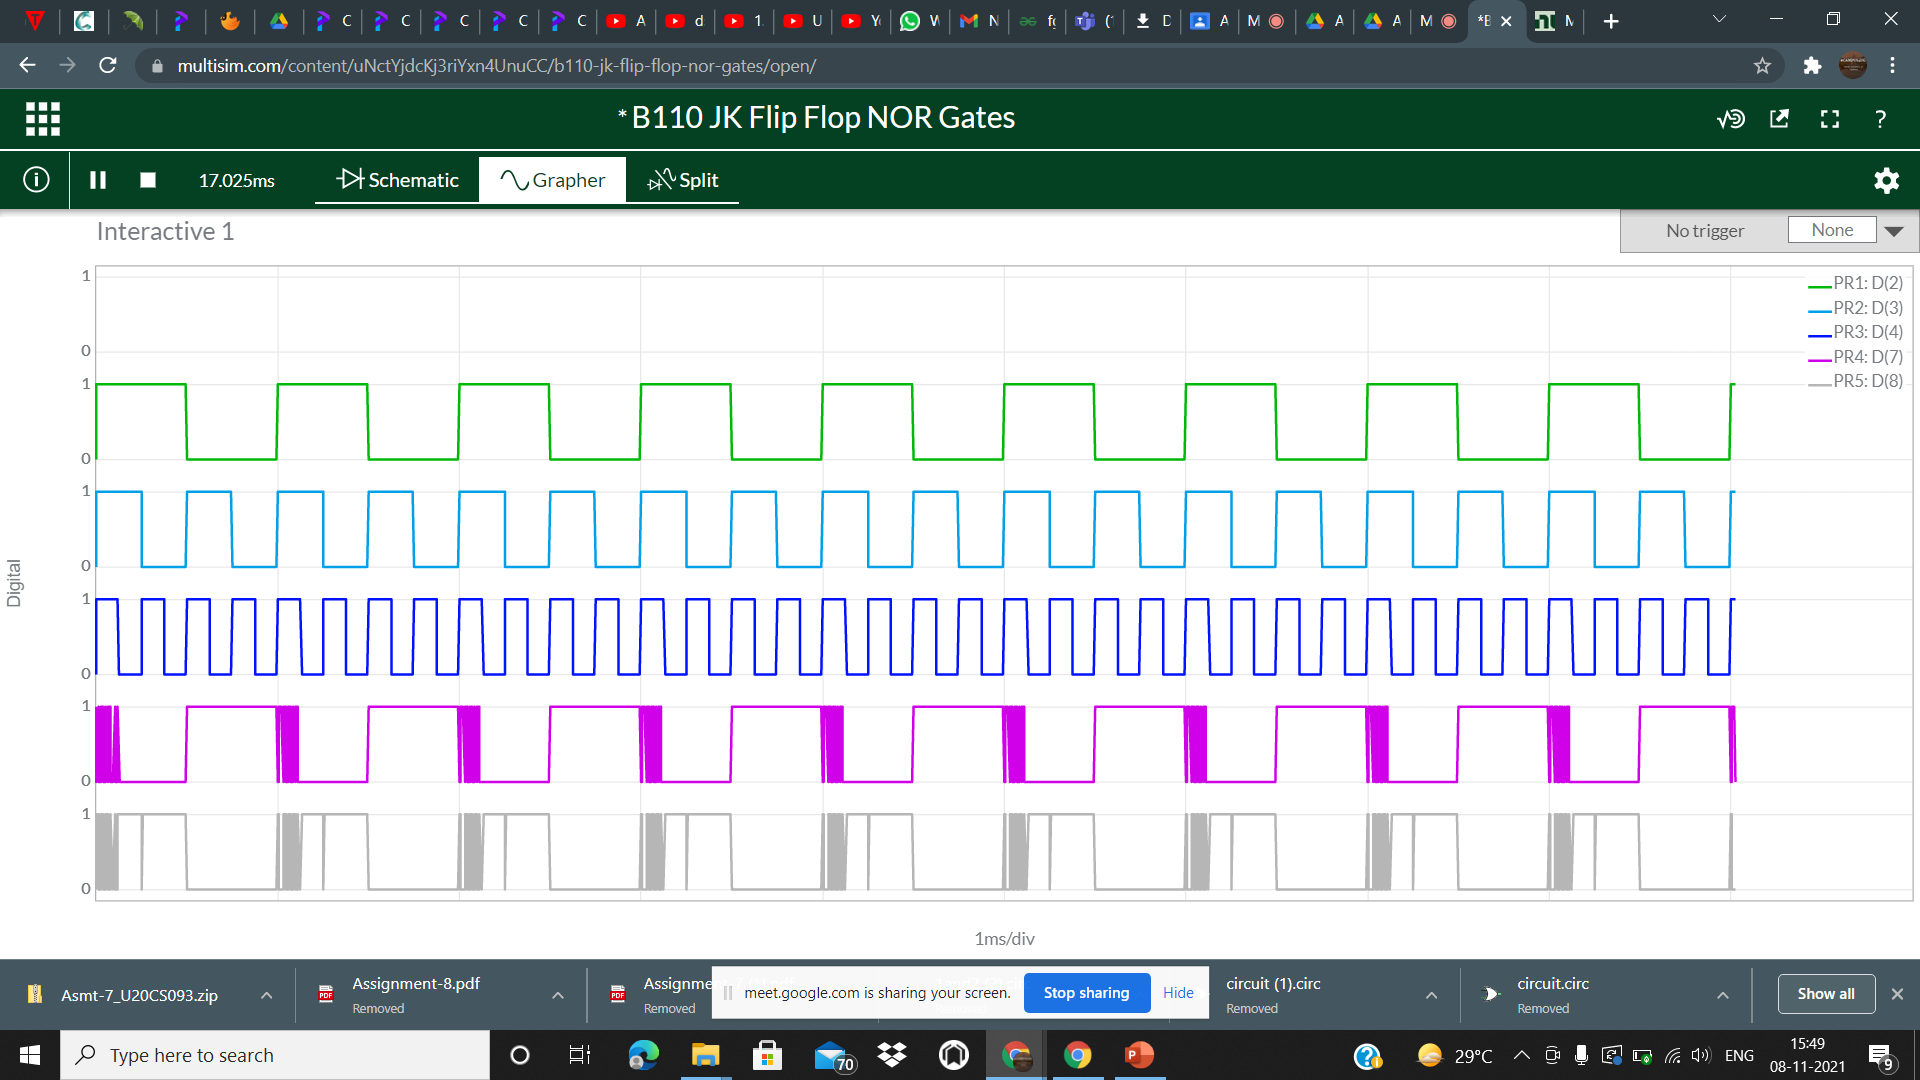 C C C C C A d 1. U Y W N fg (1 D A M A A M *B M
multisim.com/content/uNctYjdcKj3riYxn4UnuCC/b110-jk-flip-flop-nor-gates/open/
*B110 JK Flip Flop NOR Gates
17.025ms Schematic Grapher Split
Interactive 1
No trigger None
1
0
1
0
1
0
1
0
1
0
1
0
Digital
PR1: D(2)
PR2: D(3)
PR3: D(4)
PR4: D(7)
PR5: D(8)
1ms/div
Asmt-7_U20CS093.zip
Assignment-8.pdf
Removed
Assignme
Removed
meet.google.com is sharing your screen. Stop sharing Hide
circuit (1).circ
Removed
circuit.circ
Removed
Show all
Type here to search
70
29°C
ENG
15:49
08-11-2021
9